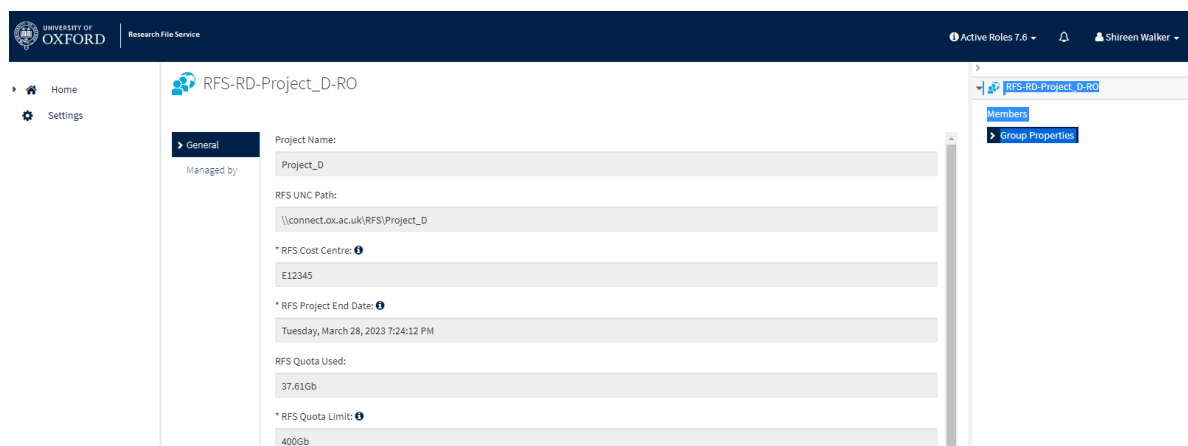 UNIVERSITY OF
OXFORD
Research File Service
Active Roles 7.6
Shireen Walker
Home
Settings
RFS-RD-Project_D-RO
General
Managed by
Project Name:
Project_D
RFS UNC Path:
\\connect.ox.ac.uk\RFS\Project_D
* RFS Cost Centre:
E12345
* RFS Project End Date:
Tuesday, March 28, 2023 7:24:12 PM
RFS Quota Used:
37.61Gb
* RFS Quota Limit:
400Gb
RFS-RD-Project_D-RO
Members
Group Properties